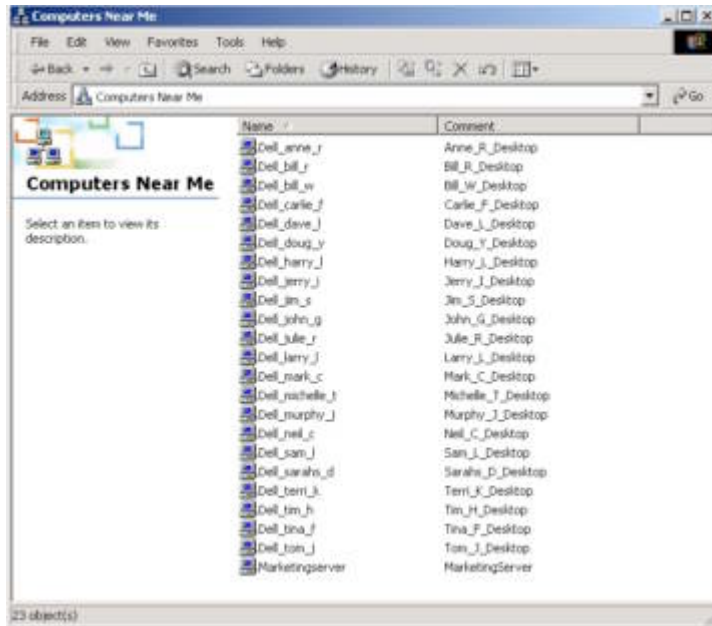 Computers Near Me
File Edit View Favorites Tools Help
Back Search Folders History
Address Computers Near Me Go
Name Comment
Computers Near Me
Select an item to view its
description.
Dell_anne_r Anne_R_Desktop
Dell_bill_r Bill_R_Desktop
Dell_bill_w Bill_W_Desktop
Dell_carlie_f Carlie_F_Desktop
Dell_dave_l Dave_L_Desktop
Dell_doug_y Doug_Y_Desktop
Dell_harry_l Harry_L_Desktop
Dell_jerry_j Jerry_J_Desktop
Dell_jim_s Jim_S_Desktop
Dell_john_g John_G_Desktop
Dell_julie_r Julie_R_Desktop
Dell_larry_l Larry_L_Desktop
Dell_mark_c Mark_C_Desktop
Dell_michelle_t Michelle_T_Desktop
Dell_murphy_j Murphy_J_Desktop
Dell_neil_c Neil_C_Desktop
Dell_sam_l Sam_L_Desktop
Dell_sarahs_d Sarahs_D_Desktop
Dell_terri_k Terri_K_Desktop
Dell_tim_h Tim_H_Desktop
Dell_tina_f Tina_F_Desktop
Dell_tom_j Tom_J_Desktop
Marketingserver MarketingServer
23 object(s)